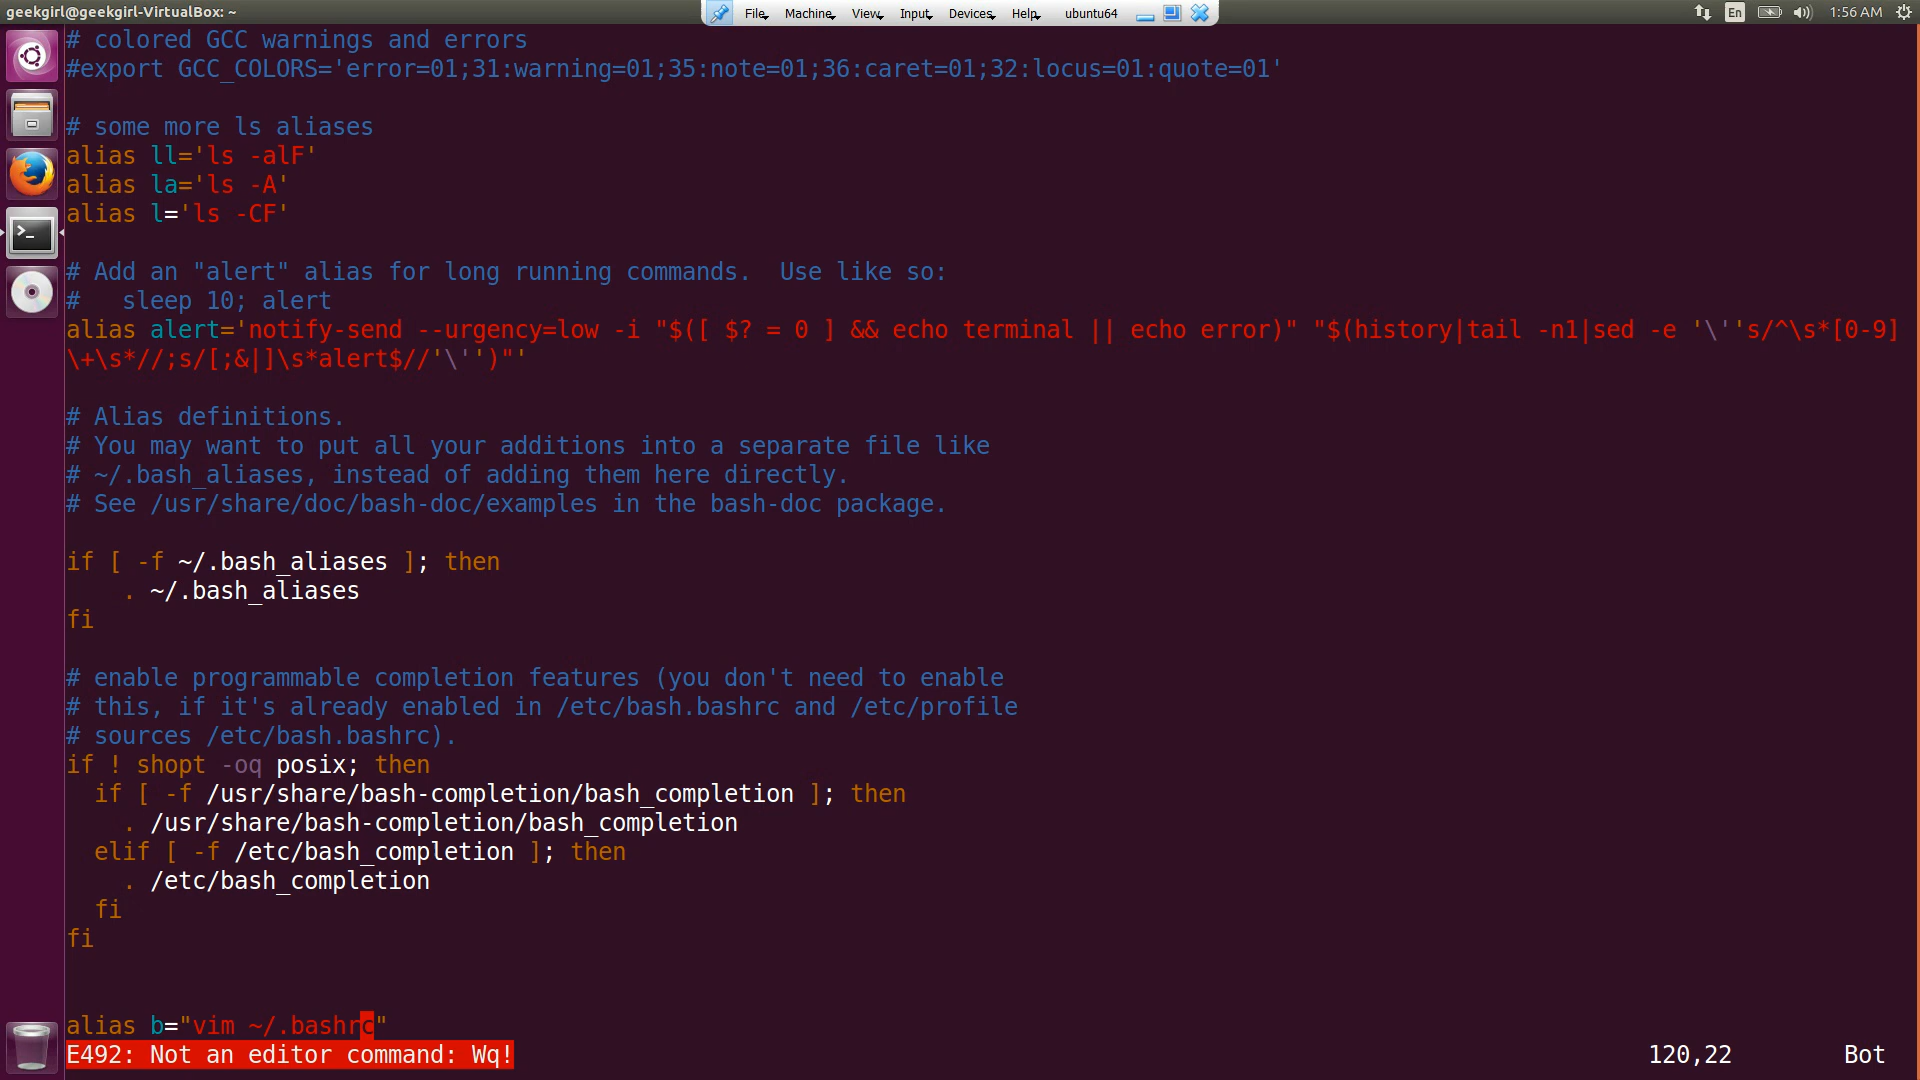 geekgirl@geekgirl-VirtualBox: ~
File Machine View Input Devices Help ubuntu64
En 1:56 AM
# colored GCC warnings and errors
#export GCC_COLORS='error=01;31:warning=01;35:note=01;36:caret=01;32:locus=01:quote=01'
# some more ls aliases
alias ll='ls -alF'
alias la='ls -A'
alias l='ls -CF'
# Add an "alert" alias for long running commands.  Use like so:
#   sleep 10; alert
alias alert='notify-send --urgency=low -i "$([ $? = 0 ] && echo terminal || echo error)" "$(history|tail -n1|sed -e '\''s/^\s*[0-9]
\+\s*//;s/[;&|]\s*alert$//'\'')"'
# Alias definitions.
# You may want to put all your additions into a separate file like
# ~/.bash_aliases, instead of adding them here directly.
# See /usr/share/doc/bash-doc/examples in the bash-doc package.
if [ -f ~/.bash_aliases ]; then
    . ~/.bash_aliases
fi
# enable programmable completion features (you don't need to enable
# this, if it's already enabled in /etc/bash.bashrc and /etc/profile
# sources /etc/bash.bashrc).
if ! shopt -oq posix; then
  if [ -f /usr/share/bash-completion/bash_completion ]; then
    . /usr/share/bash-completion/bash_completion
  elif [ -f /etc/bash_completion ]; then
    . /etc/bash_completion
  fi
fi
alias b="vim ~/.bashrc"
E492: Not an editor command: Wq! 120,22 Bot